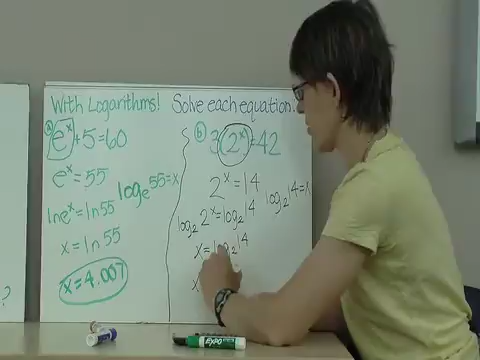 With Logarithms! Solve each equation.
a e^x + 5 = 60
e^x = 55
log_e 55 = x
ln e^x = ln 55
x = ln 55
x = 4.007
b 3(2^x) = 42
2^x = 14
log_2 14 = x
log_2 2^x = log_2 14
x = log_2 14
x
?
EXPO